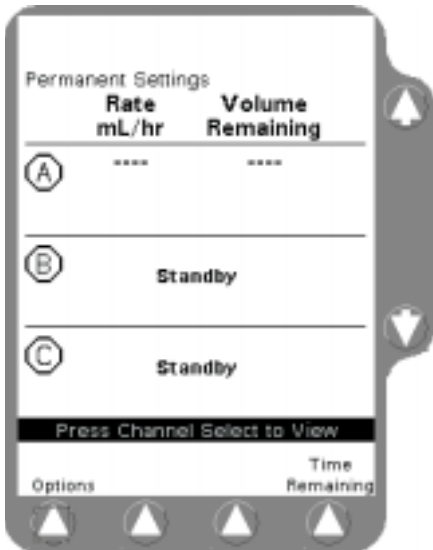 Permanent Settings
Rate Volume
mL/hr Remaining
A ---- ----
B Standby
C Standby
Press Channel Select to View
Time
Options Remaining